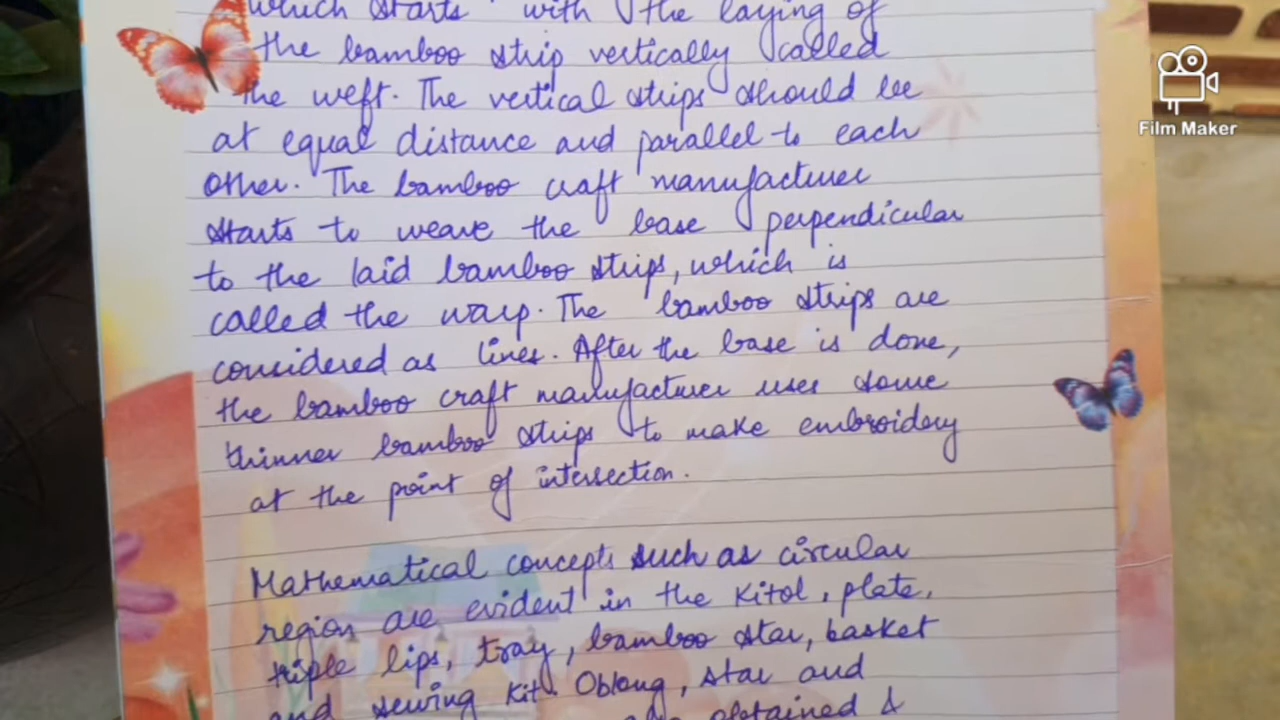 which starts with the laying of
the bamboo strip vertically called
the weft. The vertical strips should be
at equal distance and parallel to each
other. The bamboo craft manufacturer
starts to weave the base perpendicular
to the laid bamboo strips, which is
called the warp. The bamboo strips are
considered as lines. After the base is done,
the bamboo craft manufacturer uses some
thinner bamboo strips to make embroidory
at the point of intersection.
Mathematical concepts such as circular
region are evident in the Kitol, plate,
triple lips, tray, bamboo star, basket
and sewing Kit. Oblong, star and
obtained &
Film Maker